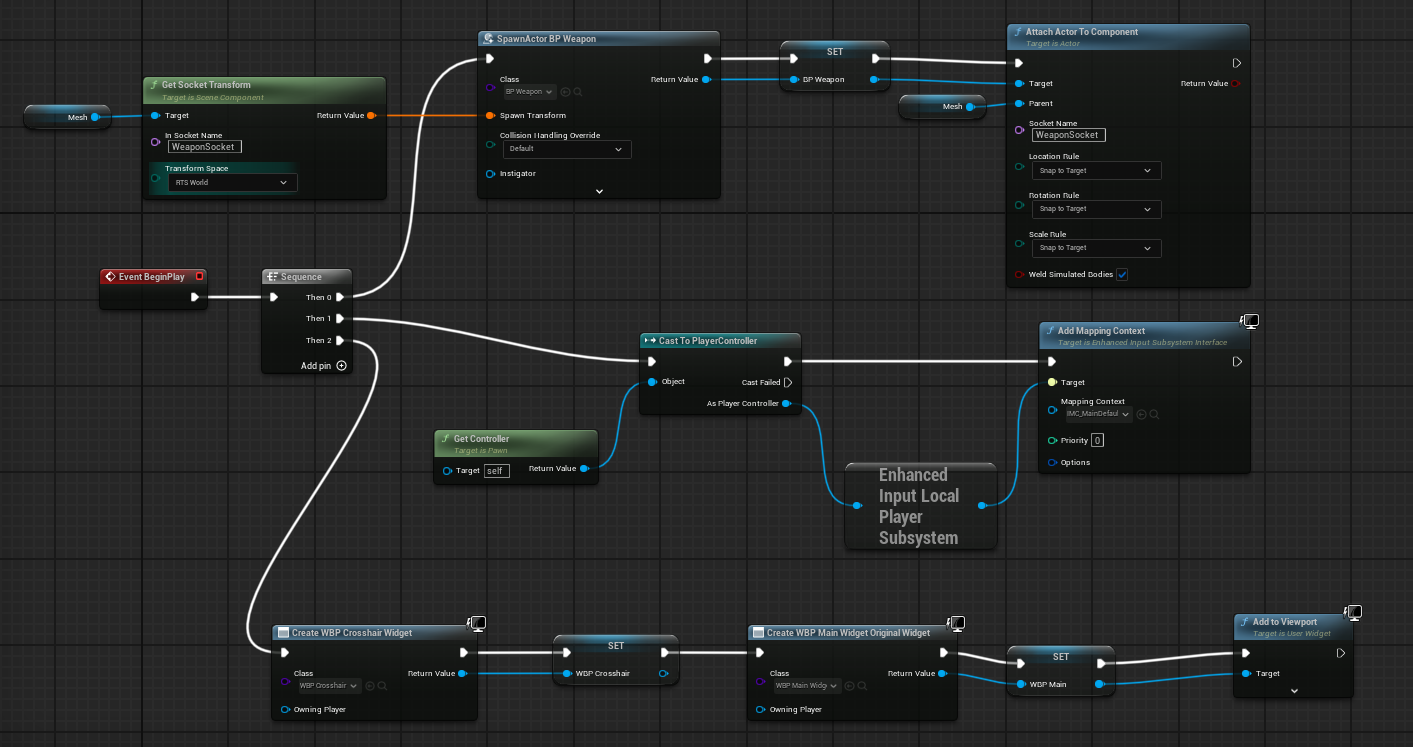 SpawnActor BP Weapon
Class
BP Weapon
Return Value
Spawn Transform
Collision Handling Override
Default
Instigator
SET
BP Weapon
Attach Actor To Component
Target is Actor
Target
Return Value
Parent
Socket Name
WeaponSocket
Location Rule
Snap to Target
Rotation Rule
Snap to Target
Scale Rule
Snap to Target
Weld Simulated Bodies
Mesh
Get Socket Transform
Target is Scene Component
Mesh
Target
Return Value
In Socket Name
WeaponSocket
Transform Space
RTS World
Event BeginPlay
Sequence
Then 0
Then 1
Then 2
Add pin
Cast To PlayerController
Object
Cast Failed
As Player Controller
Get Controller
Target is Pawn
Target
self
Return Value
Enhanced
Input Local
Player
Subsystem
Add Mapping Context
Target is Enhanced Input Subsystem Interface
Target
Mapping Context
IMC_MainDefaul
Priority
0
Options
Create WBP Crosshair Widget
Class
WBP Crosshair
Return Value
Owning Player
SET
WBP Crosshair
Create WBP Main Widget Original Widget
Class
WBP Main Widg
Return Value
Owning Player
SET
WBP Main
Add to Viewport
Target is User Widget
Target